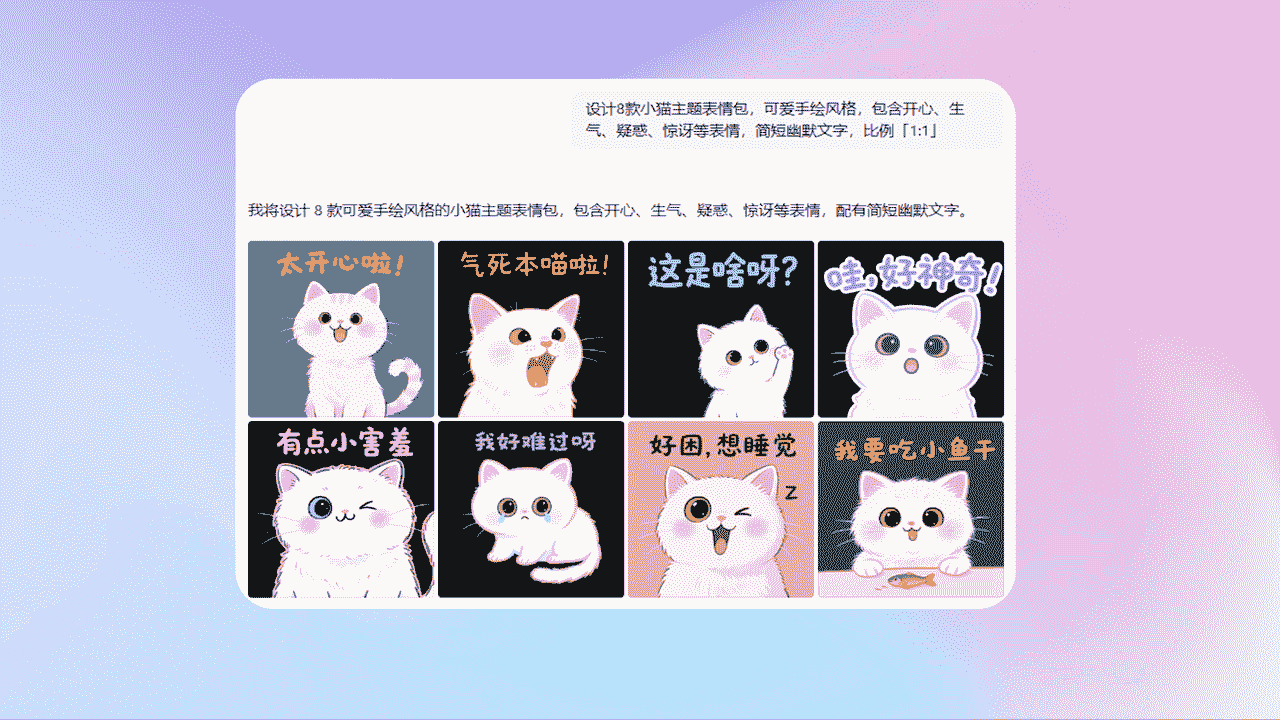 设计8款小猫主题表情包，可爱手绘风格，包含开心、生
气、疑惑、惊讶等表情，简短幽默文字，比例「1:1」
我将设计 8 款可爱手绘风格的小猫主题表情包，包含开心、生气、疑惑、惊讶等表情，配有简短幽默文字。
太开心啦！
气死本喵啦！
这是啥呀？
哇，好神奇！
有点小害羞
我好难过呀
好困，想睡觉
z
我要吃小鱼干